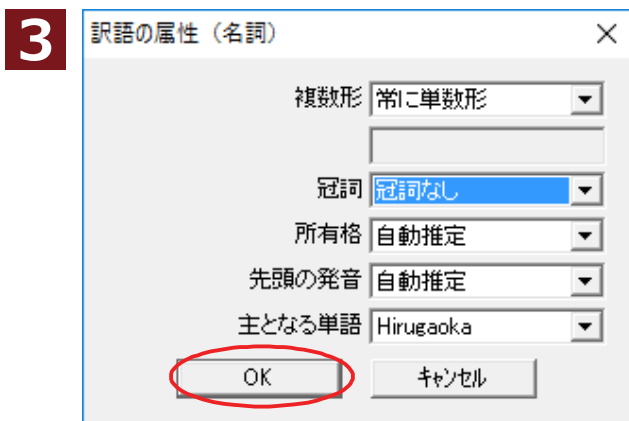 3
訳語の属性（名詞）
複数形 常に単数形
冠詞 冠詞なし
所有格 自動推定
先頭の発音 自動推定
主となる単語 Hirugaoka
OK キャンセル